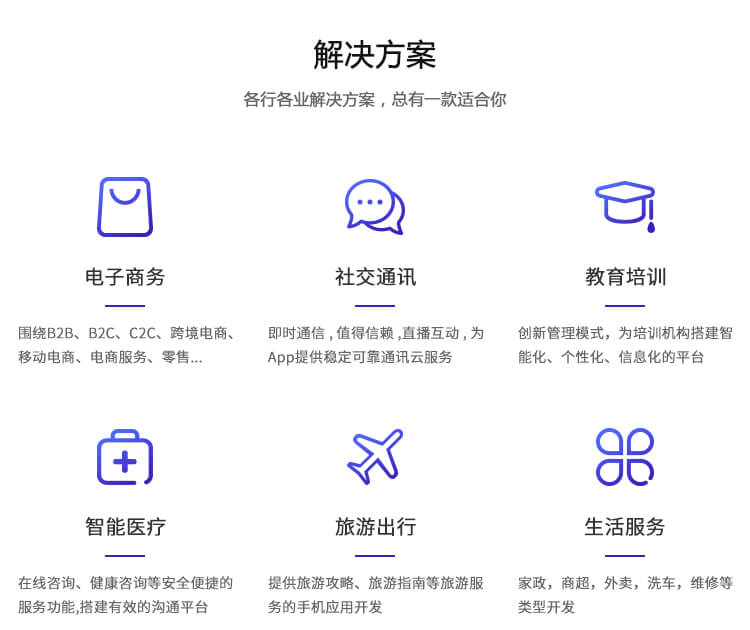 解决方案
各行各业解决方案，总有一款适合你
电子商务
围绕B2B、B2C、C2C、跨境电商、
移动电商、电商服务、零售...
社交通讯
即时通信 , 值得信赖 ,直播互动 , 为
App提供稳定可靠通讯云服务
教育培训
创新管理模式，为培训机构搭建智
能化、个性化、信息化的平台
智能医疗
在线咨询、健康咨询等安全便捷的
服务功能,搭建有效的沟通平台
旅游出行
提供旅游攻略、旅游指南等旅游服
务的手机应用开发
生活服务
家政，商超，外卖，洗车，维修等
类型开发